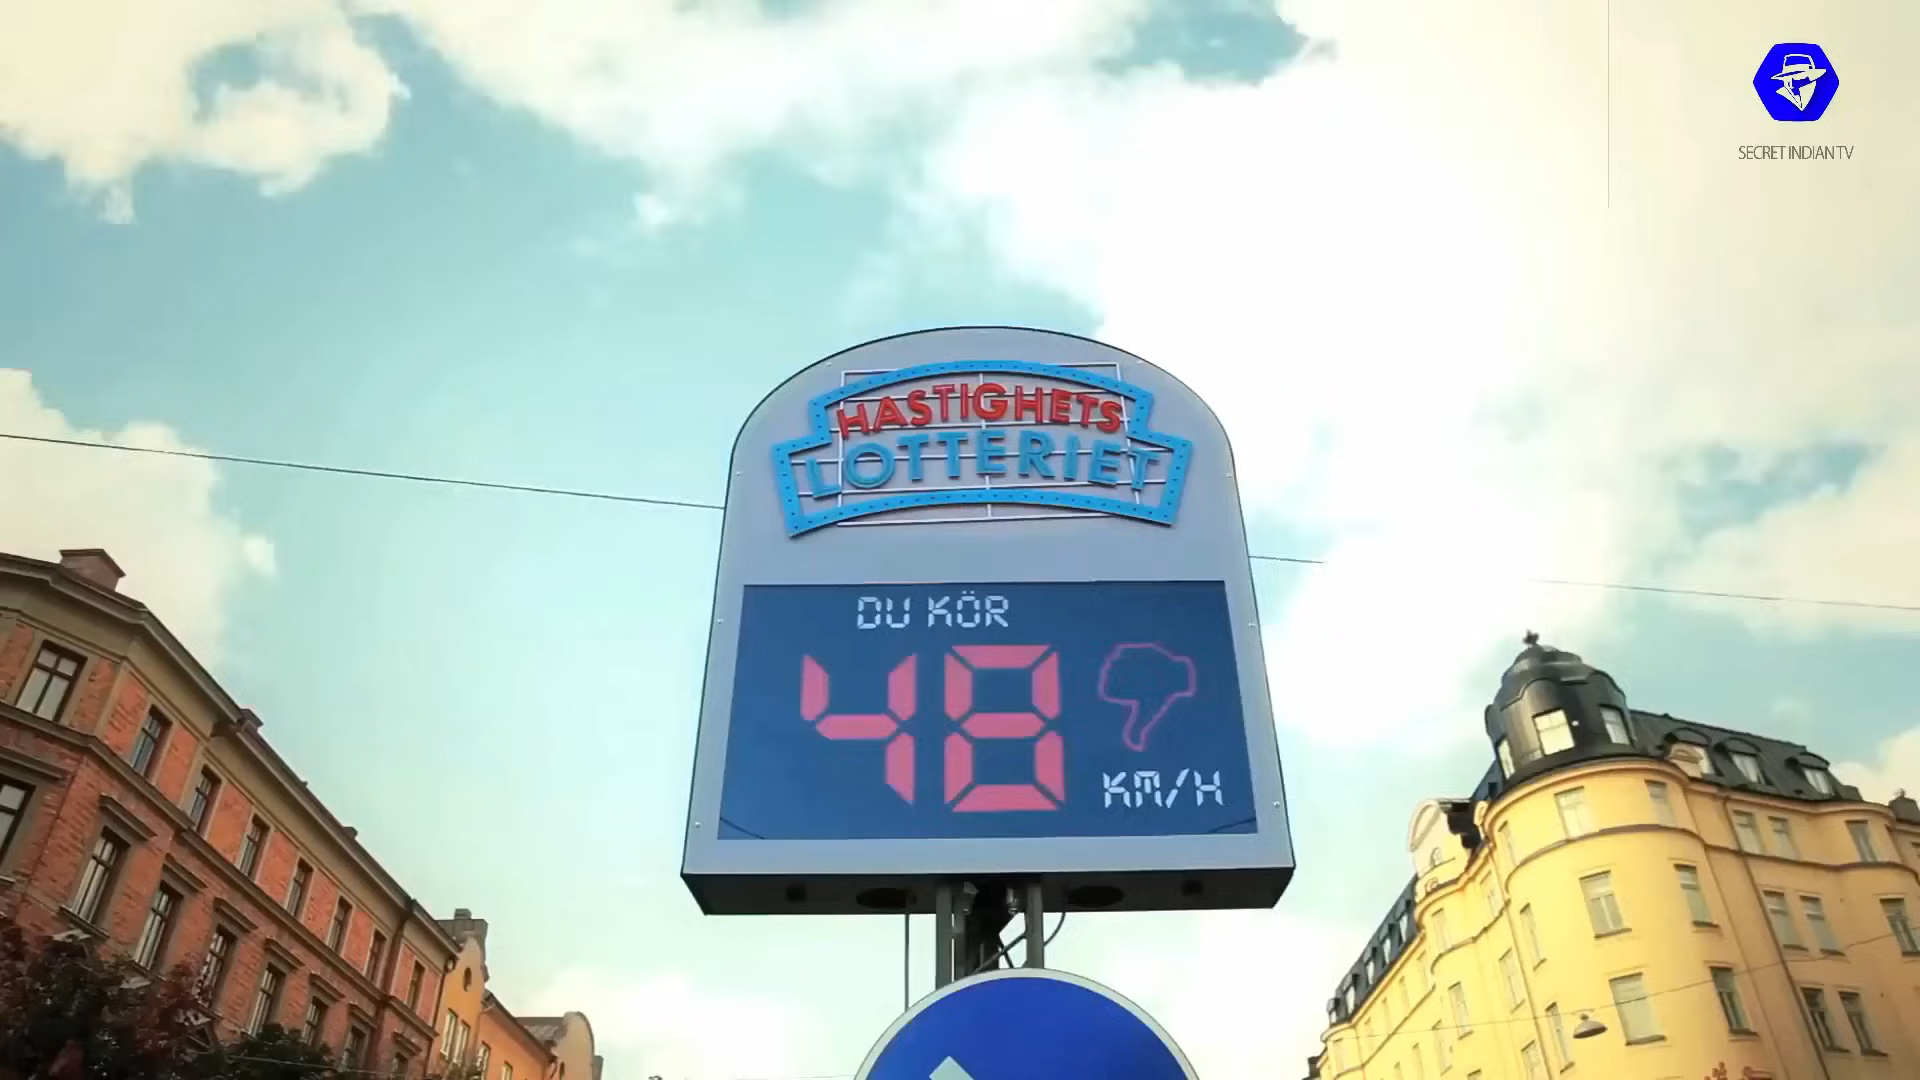 SECRET INDIAN TV
HASTIGHETS
LOTTERIET
DU KÖR
48
KM/H